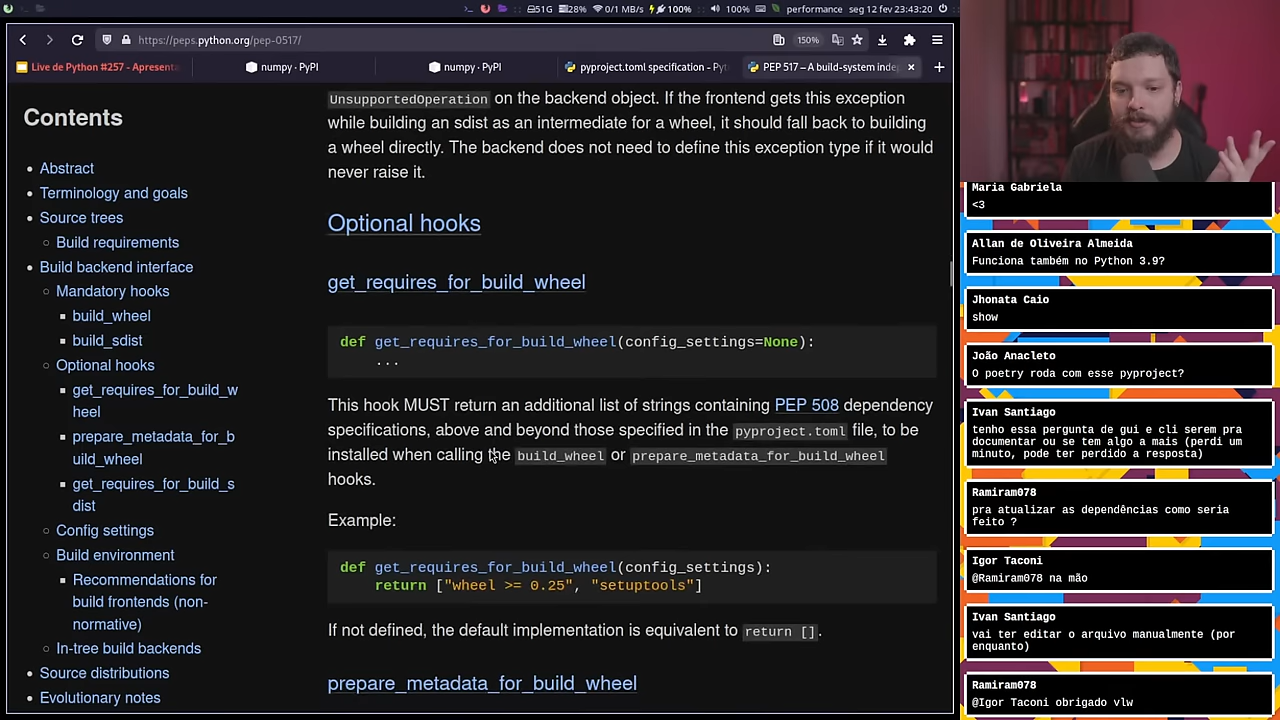 51G
28%
0/1 MB/s
100%
100%
performance
seg 12 fev 23:43:20
https://peps.python.org/pep-0517/
150%
Live de Python #257 - Apresenta
numpy · PyPI
numpy · PyPI
pyproject.toml specification - Pyt
PEP 517 – A build-system inde
Contents
Abstract
Terminology and goals
Source trees
Build requirements
Build backend interface
Mandatory hooks
build_wheel
build_sdist
Optional hooks
get_requires_for_build_w
heel
prepare_metadata_for_b
uild_wheel
get_requires_for_build_s
dist
Config settings
Build environment
Recommendations for
build frontends (non-
normative)
In-tree build backends
Source distributions
Evolutionary notes
UnsupportedOperation on the backend object. If the frontend gets this exception
while building an sdist as an intermediate for a wheel, it should fall back to building
a wheel directly. The backend does not need to define this exception type if it would
never raise it.
Optional hooks
get_requires_for_build_wheel
def get_requires_for_build_wheel(config_settings=None):
...
This hook MUST return an additional list of strings containing PEP 508 dependency
specifications, above and beyond those specified in the pyproject.toml file, to be
installed when calling the build_wheel or prepare_metadata_for_build_wheel
hooks.
Example:
def get_requires_for_build_wheel(config_settings):
return ["wheel >= 0.25", "setuptools"]
If not defined, the default implementation is equivalent to return [].
prepare_metadata_for_build_wheel
Maria Gabriela
<3
Allan de Oliveira Almeida
Funciona também no Python 3.9?
Jhonata Caio
show
João Anacleto
O poetry roda com esse pyproject?
Ivan Santiago
tenho essa pergunta de gui e cli serem pra
documentar ou se tem algo a mais (perdi um
minuto, pode ter perdido a resposta)
Ramiram078
pra atualizar as dependências como seria
feito ?
Igor Taconi
@Ramiram078 na mão
Ivan Santiago
vai ter editar o arquivo manualmente (por
enquanto)
Ramiram078
@Igor Taconi obrigado vlw